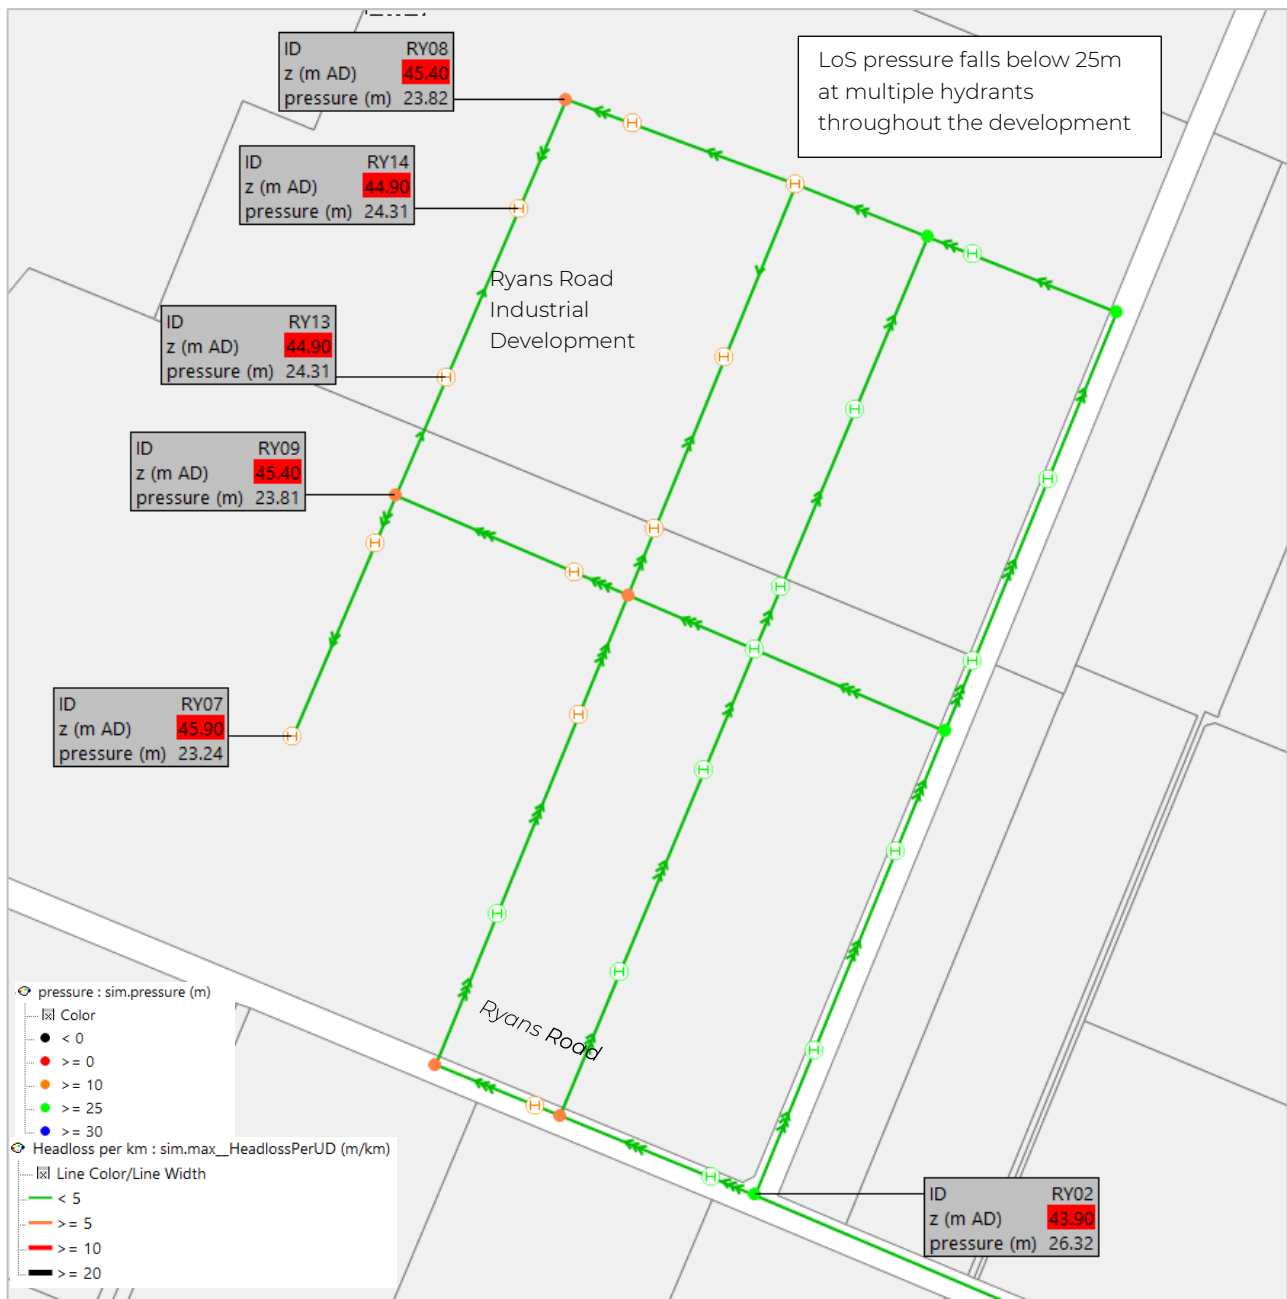 ID RY08
z (m AD) 45.40
pressure (m) 23.82
LoS pressure falls below 25m
at multiple hydrants
throughout the development
ID RY14
z (m AD) 44.90
pressure (m) 24.31
Ryans Road
Industrial
Development
ID RY13
z (m AD) 44.90
pressure (m) 24.31
ID RY09
z (m AD) 45.40
pressure (m) 23.81
ID RY07
z (m AD) 45.90
pressure (m) 23.24
Ryans Road
pressure : sim.pressure (m)
Color
< 0
>= 0
>= 10
>= 25
>= 30
Headloss per km : sim.max__HeadlossPerUD (m/km)
Line Color/Line Width
< 5
>= 5
>= 10
>= 20
ID RY02
z (m AD) 43.90
pressure (m) 26.32